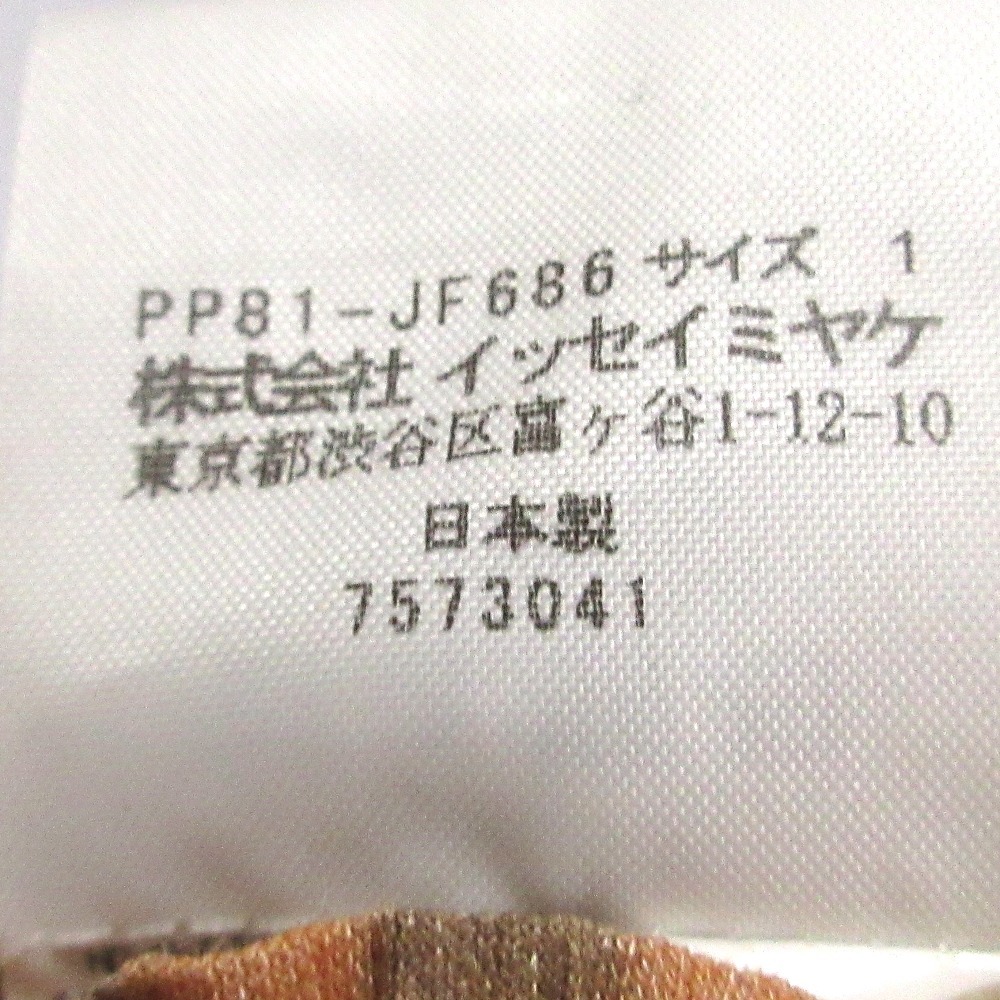 PP81-JF686 サイズ 1
株式会社 イッセイミヤケ
東京都渋谷区富ヶ谷1-12-10
日本製
7573041